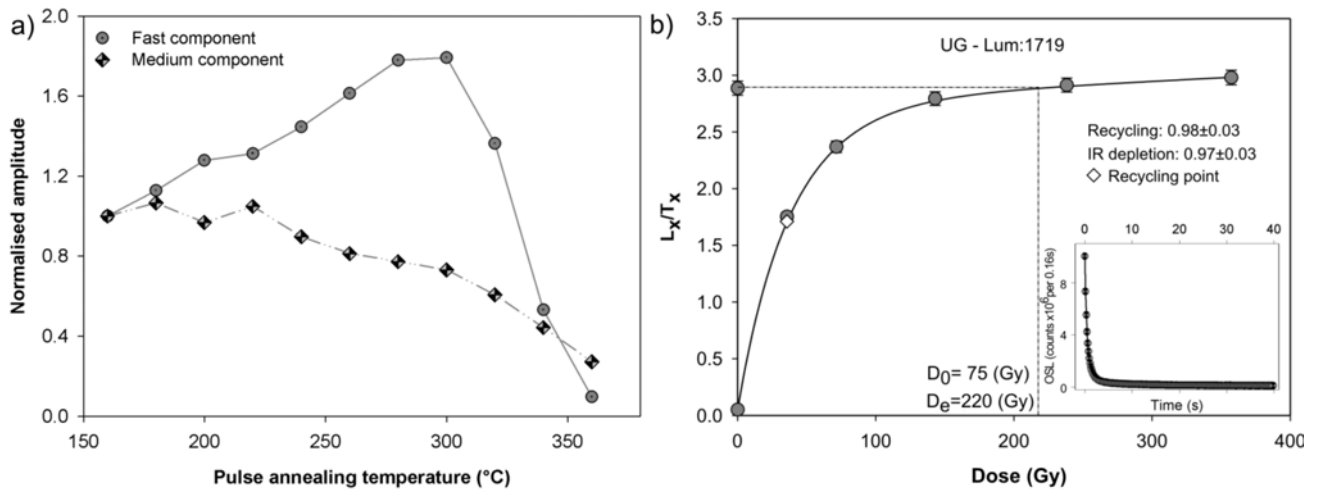 a)
Fast component
Medium component
Normalised amplitude
2.0
1.6
1.2
0.8
0.4
0.0
150
200
250
300
350
Pulse annealing temperature (°C)
b)
UG - Lum:1719
Lx/Tx
3.5
3.0
2.5
2.0
1.5
1.0
0.5
0.0
Recycling: 0.98±0.03
IR depletion: 0.97±0.03
Recycling point
0 10 20 30 40
OSL (counts x10⁶per 0.16s)
8
4
0
Time (s)
D0= 75 (Gy)
De=220 (Gy)
0 100 200 300 400
Dose (Gy)